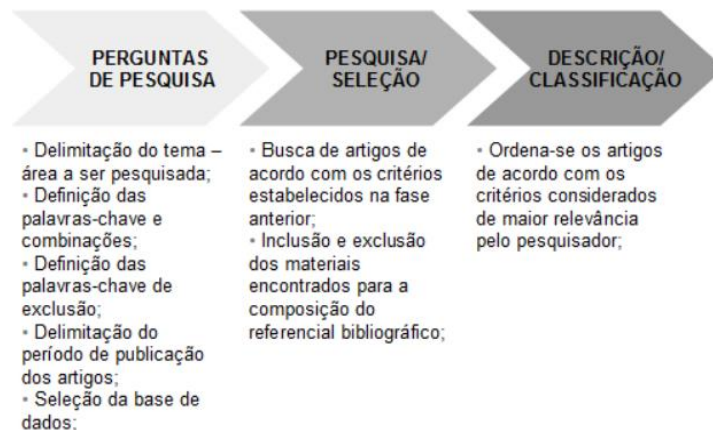 PERGUNTAS
DE PESQUISA
• Delimitação do tema –
área a ser pesquisada;
• Definição das
palavras-chave e
combinações;
• Definição das
palavras-chave de
exclusão;
• Delimitação do
período de publicação
dos artigos;
• Seleção da base de
dados;
PESQUISA/
SELEÇÃO
• Busca de artigos de
acordo com os critérios
estabelecidos na fase
anterior;
• Inclusão e exclusão
dos materiais
encontrados para a
composição do
referencial bibliográfico;
DESCRIÇÃO/
CLASSIFICAÇÃO
• Ordena-se os artigos
de acordo com os
critérios considerados
de maior relevância
pelo pesquisador;